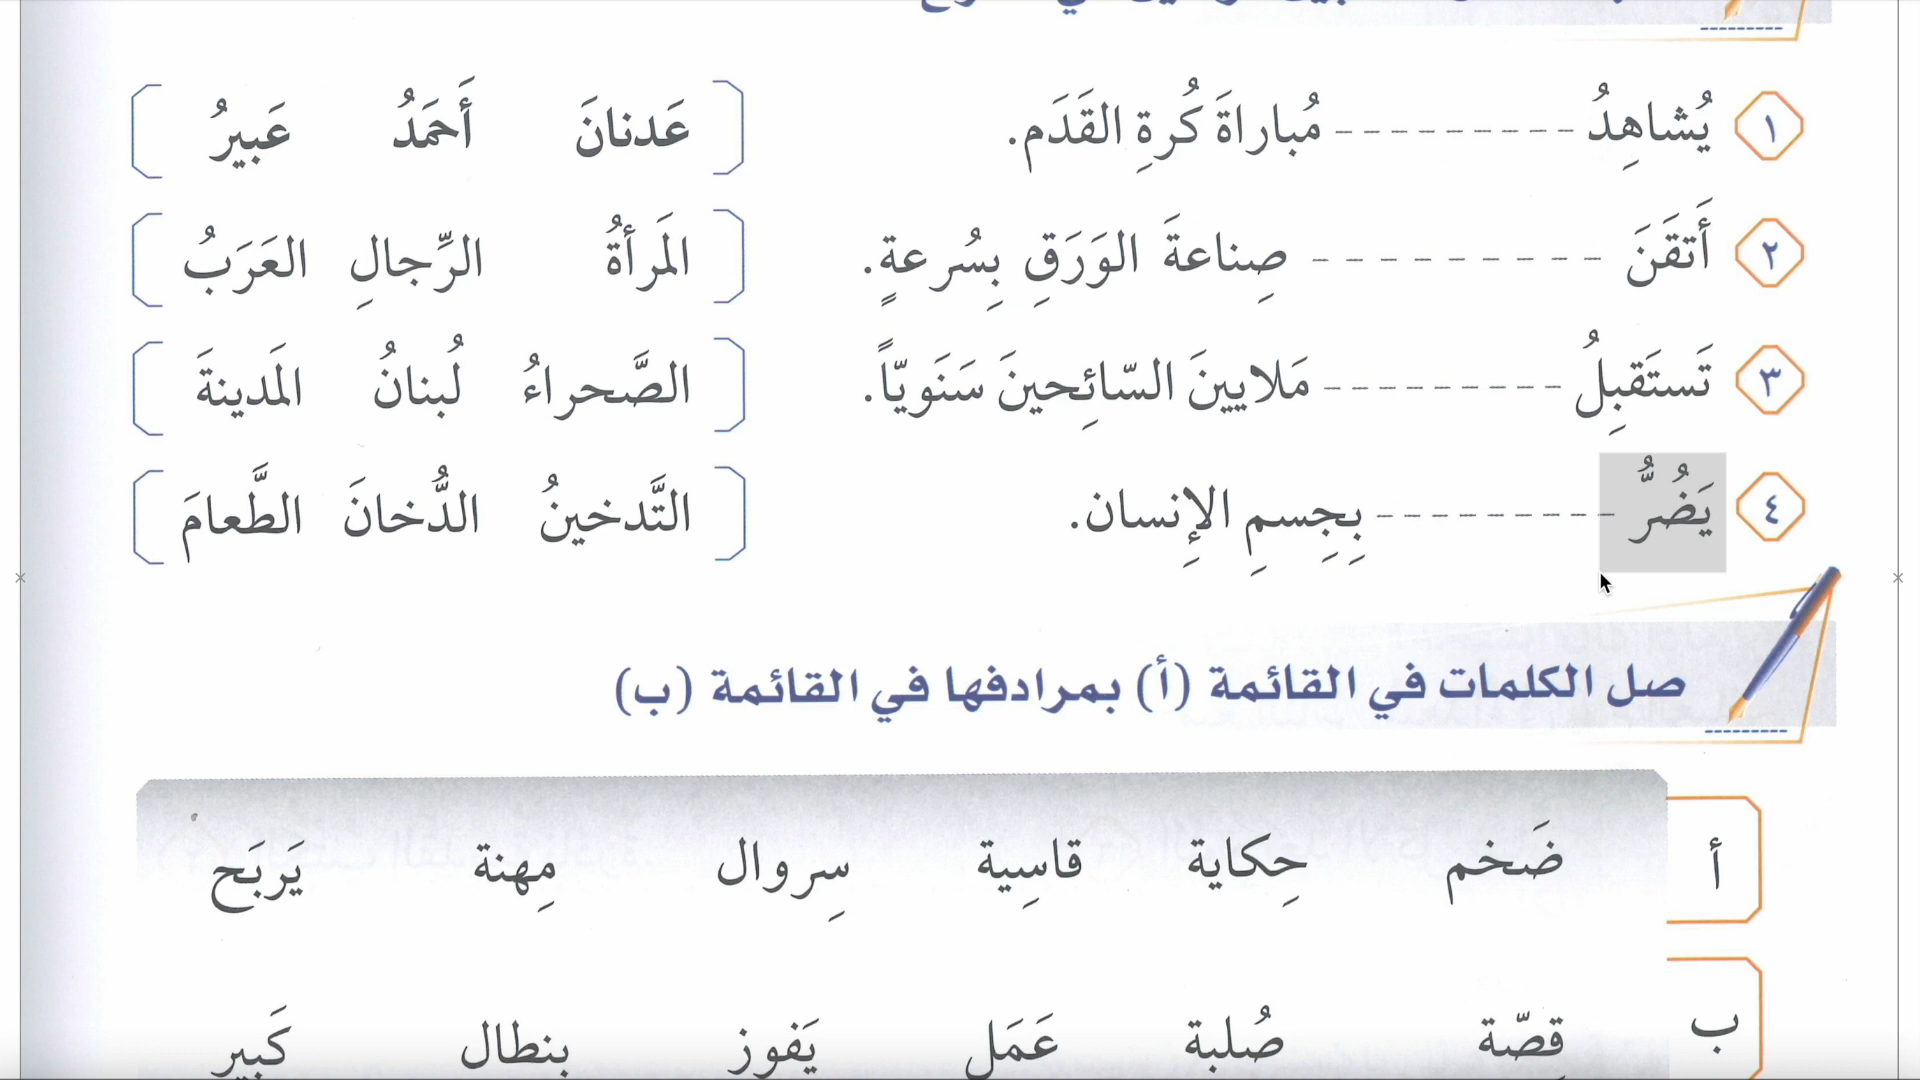 ١ يُشاهِدُ --------- مُباراةَ كُرةِ القَدَم. [ عَدنانَ أَحمَدُ عَبيرُ ]
٢ أَتقَنَ --------- صِناعةَ الوَرَقِ بِسُرعةٍ. [ المَرأةُ الرِّجالِ العَرَبُ ]
٣ تَستَقبِلُ --------- مَلايينَ السّائِحينَ سَنَويّاً. [ الصَّحراءُ لُبنانُ المَدينةَ ]
٤ يَضُرُّ --------- بِجِسمِ الإِنسان. [ التَّدخينُ الدُّخانَ الطَّعامَ ]
صل الكلمات في القائمة (أ) بمرادفها في القائمة (ب)
أ ضَخم حِكاية قاسِية سِروال مِهنة يَربَح
ب قِصّة صُلبة عَمَل يَفوز بنطال كَبير